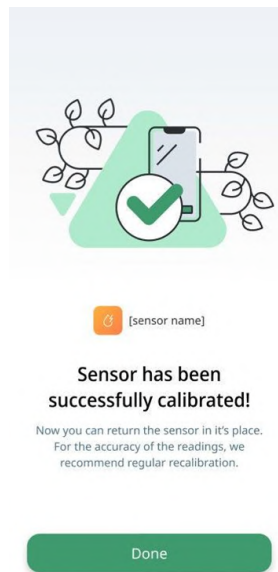 [sensor name]
Sensor has been
successfully calibrated!
Now you can return the sensor in it's place.
For the accuracy of the readings, we
recommend regular recalibration.
Done